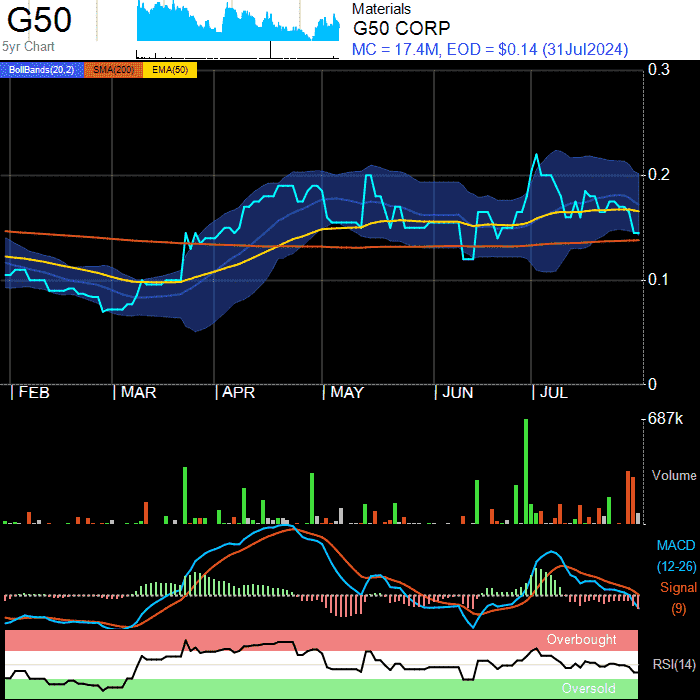 G50
5yr Chart
Materials
G50 CORP
MC = 17.4M, EOD = $0.14 (31Jul2024)
BollBands(20,2) SMA(200) EMA(50)
0.3
0.2
0.1
0
FEB MAR APR MAY JUN JUL
687k
Volume
MACD
(12-26)
Signal
(9)
Overbought
RSI(14)
Oversold